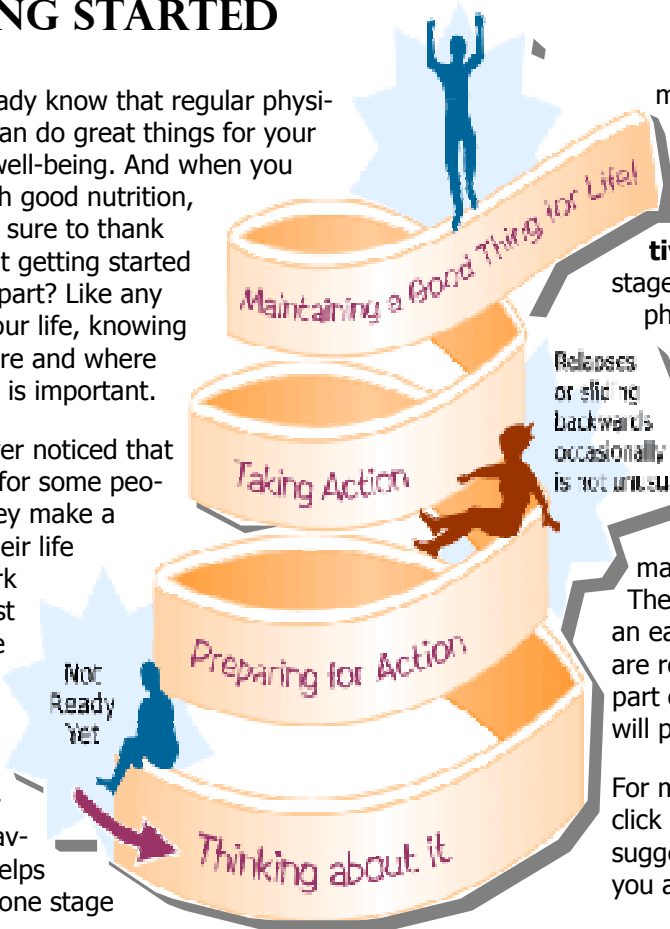 NG STARTED
ady know that regular physi-
an do great things for your
well-being. And when you
h good nutrition,
sure to thank
t getting started
part? Like any
our life, knowing
re and where
is important.
er noticed that
for some peo-
ey make a
eir life
rk
st
e
av-
elps
one stage
Maintaining a Good Thing for Life!
Taking Action
Preparing for Action
Thinking about it
Not
Ready
Yet
Relapses
or sliding
backwards
occasionally
is not unusu
m
tiv
stage
ph
ma
The
an ea
are re
part
will p
For m
click
sugge
you a